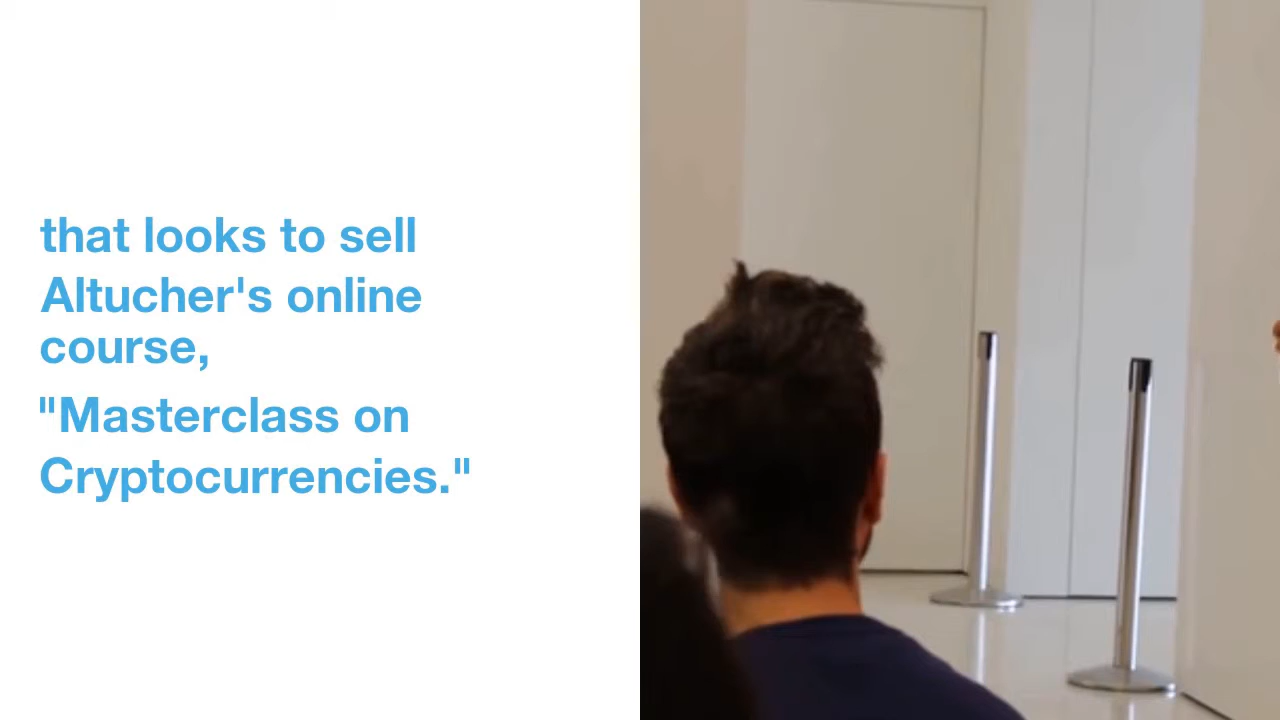 that looks to sell
Altucher's online
course,
"Masterclass on
Cryptocurrencies."